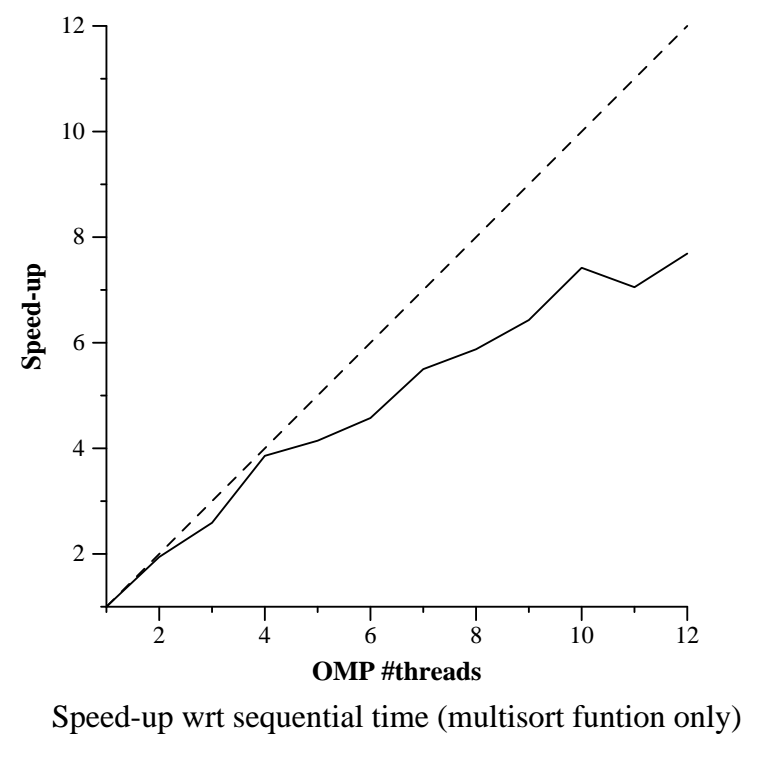 12
10
8
6
4
2
Speed-up
2 4 6 8 10 12
OMP #threads
Speed-up wrt sequential time (multisort funtion only)